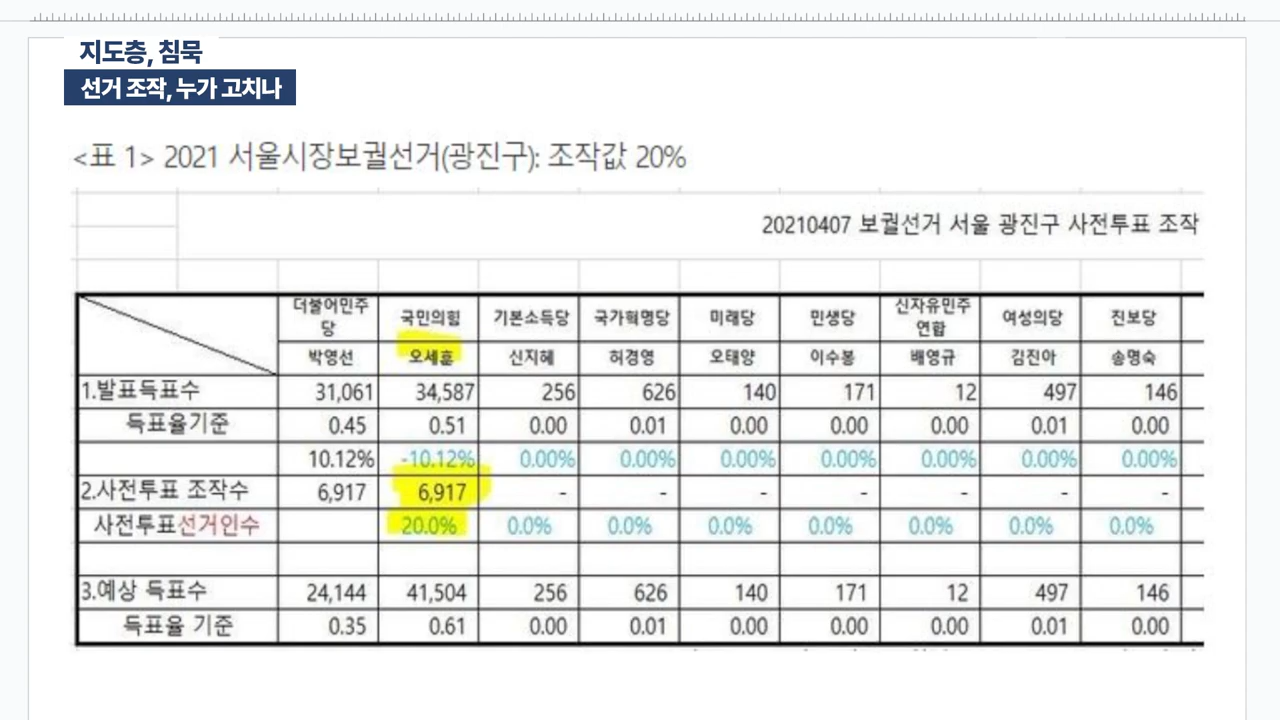 지도층, 침묵
선거 조작, 누가 고치나
<표 1> 2021 서울시장보궐선거(광진구): 조작값 20%
20210407 보궐선거 서울 광진구 사전투표 조작
더불어민주당 국민의힘 기본소득당 국가혁명당 미래당 민생당 신자유민주연합 여성의당 진보당
박영선 오세훈 신지혜 허경영 오태양 이수봉 배영규 김진아 송명숙
1.발표득표수 31,061 34,587 256 626 140 171 12 497 146
득표율기준 0.45 0.51 0.00 0.01 0.00 0.00 0.00 0.01 0.00
10.12% -10.12% 0.00% 0.00% 0.00% 0.00% 0.00% 0.00% 0.00%
2.사전투표 조작수 6,917 6,917 - - - - - - -
사전투표선거인수 20.0% 0.0% 0.0% 0.0% 0.0% 0.0% 0.0% 0.0%
3.예상 득표수 24,144 41,504 256 626 140 171 12 497 146
득표율 기준 0.35 0.61 0.00 0.01 0.00 0.00 0.00 0.01 0.00